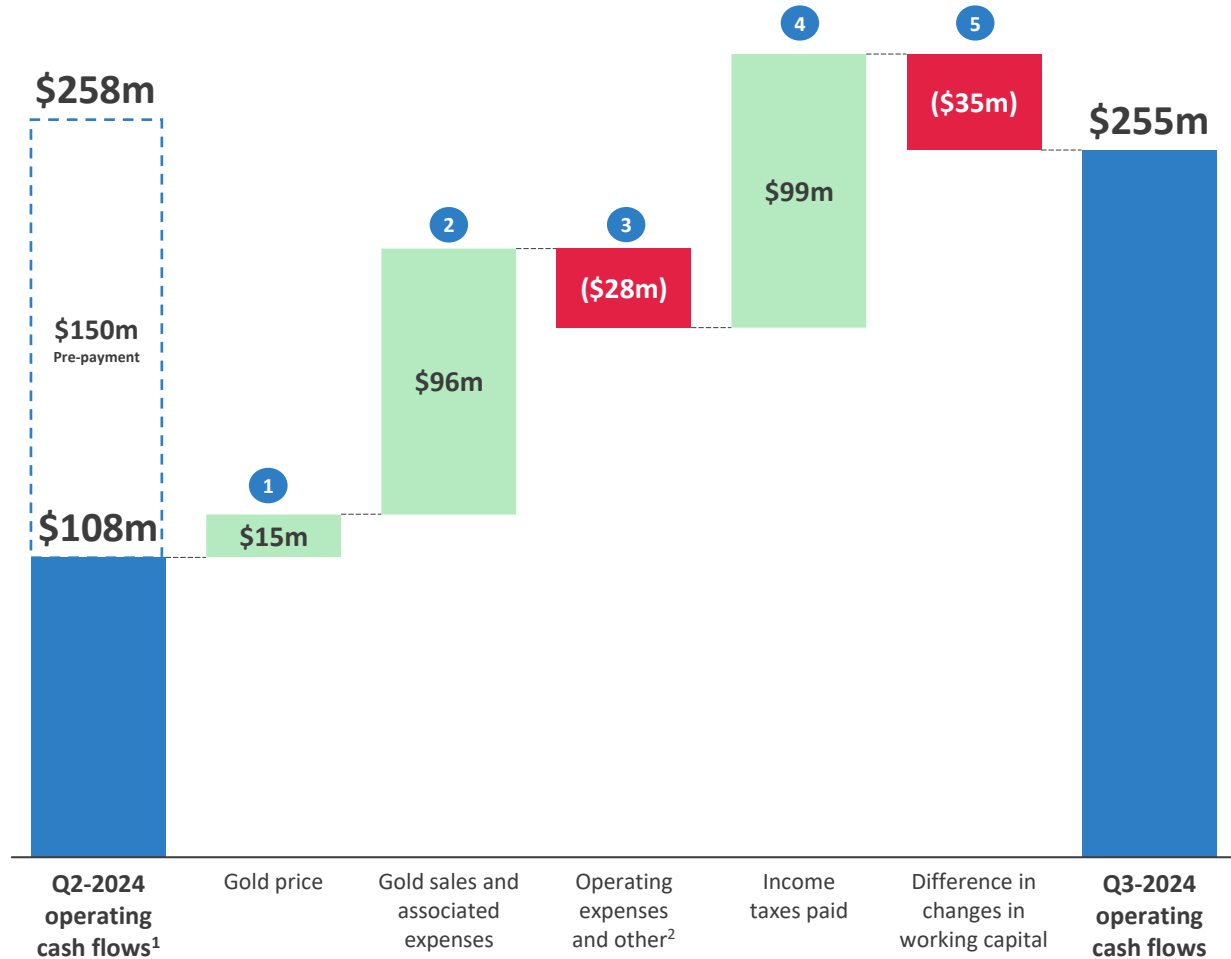 4
5
$258m
($35m)
$255m
$99m
2
3
($28m)
$150m
Pre-payment
$96m
1
$108m
$15m
Q2-2024
operating
cash flows¹
Gold price
Gold sales and
associated
expenses
Operating
expenses
and other²
Income
taxes paid
Difference in
changes in
working capital
Q3-2024
operating
cash flows